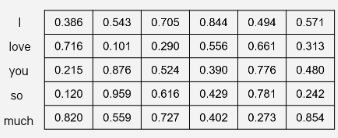 I 0.386 0.543 0.705 0.844 0.494 0.571
love 0.716 0.101 0.290 0.556 0.661 0.313
you 0.215 0.876 0.524 0.390 0.776 0.480
so 0.120 0.959 0.616 0.429 0.781 0.242
much 0.820 0.559 0.727 0.402 0.273 0.854